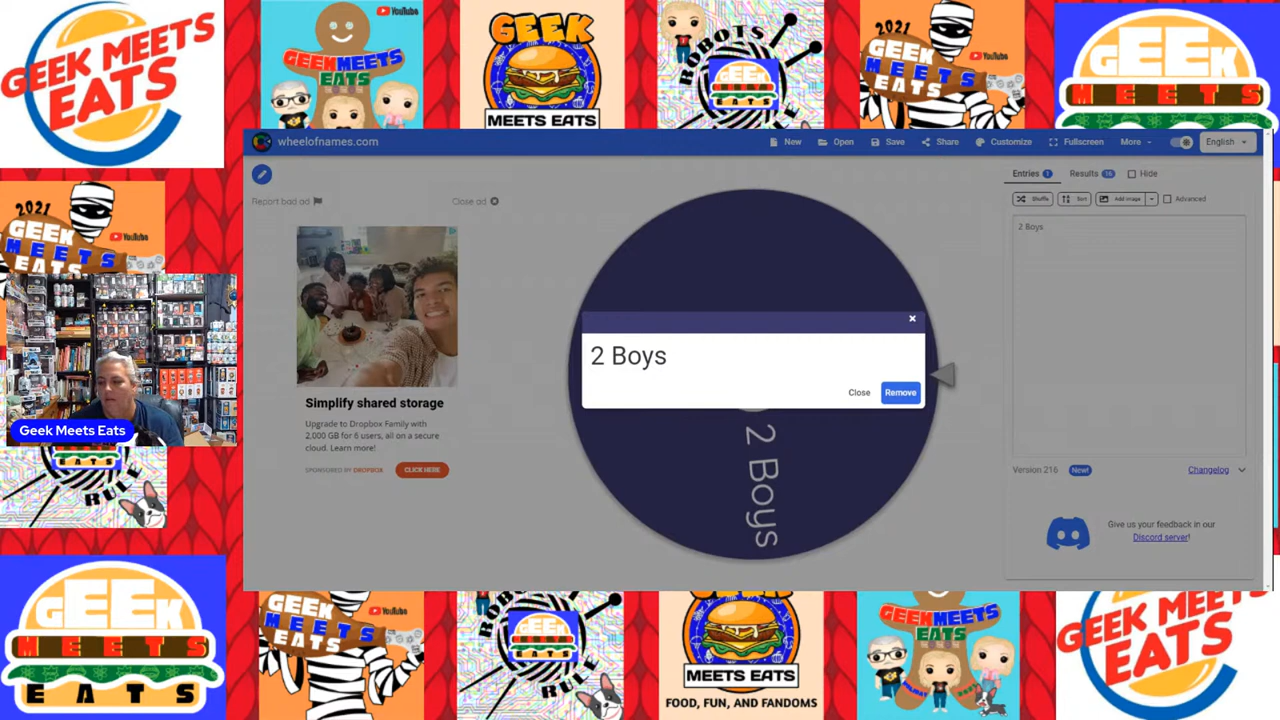 GEEK MEETS
EATS
YouTube
GEEKMEETS
EATS
GEEK
MEETS EATS
ROBOTS
GEEK
MEETS
EATS
2021
GEEK
MEETS
EATS
YouTube
GEEK
MEETS
wheelofnames.com
New
Open
Save
Share
Customize
Fullscreen
More
English
Report bad ad
Close ad
Simplify shared storage
Upgrade to Dropbox Family with
2,000 GB for 6 users, all on a secure
cloud. Learn more!
SPONSORED BY DROPBOX
CLICK HERE
2 Boys
Close
Remove
2 Boys
Entries 1
Results 16
Hide
Shuffle
Sort
Add image
Advanced
2 Boys
Version 216
New!
Changelog
Give us your feedback in our
Discord server!
2021
GEEK
MEETS
YouTube
Geek Meets Eats
EATS
RULE
GEEK
MEETS
EATS
GEEK
MEETS
EATS
YouTube
ROBOTS
GEEK
MEETS
EATS
RULE
EATS
MEETS EATS
FOOD, FUN, AND FANDOMS
GEEKMEETS
EATS
HOLIDAY
GEEK MEETS
EATS